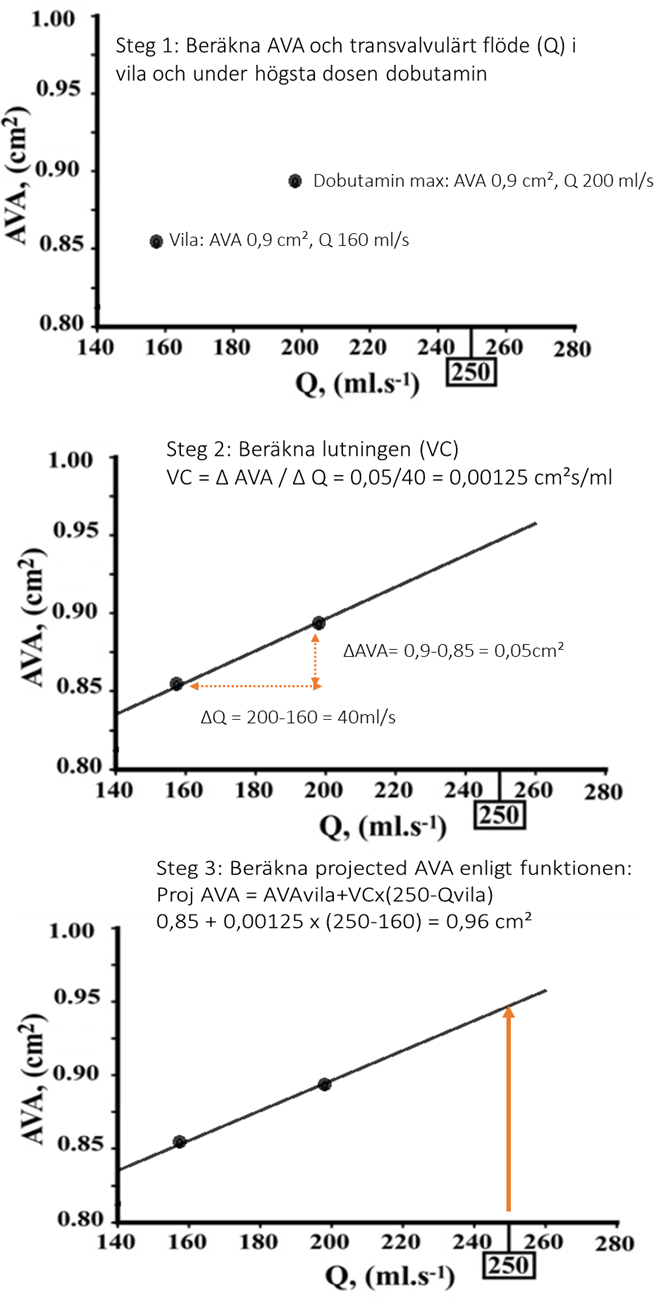 Steg 1: Beräkna AVA och transvalvulärt flöde (Q) i
vila och under högsta dosen dobutamin
1.00
0.95
0.90
0.85
0.80
AVA, (cm²)
Dobutamin max: AVA 0,9 cm², Q 200 ml/s
Vila: AVA 0,9 cm², Q 160 ml/s
140 160 180 200 220 240 260 280
250
Q, (ml.s⁻¹)
Steg 2: Beräkna lutningen (VC)
VC = Δ AVA / Δ Q = 0,05/40 = 0,00125 cm²s/ml
1.00
0.95
0.90
0.85
0.80
AVA, (cm²)
ΔAVA= 0,9-0,85 = 0,05cm²
ΔQ = 200-160 = 40ml/s
140 160 180 200 220 240 260 280
250
Q, (ml.s⁻¹)
Steg 3: Beräkna projected AVA enligt funktionen:
Proj AVA = AVAvila+VCx(250-Qvila)
0,85 + 0,00125 x (250-160) = 0,96 cm²
1.00
0.95
0.90
0.85
0.80
AVA, (cm²)
140 160 180 200 220 240 260 280
250
Q, (ml.s⁻¹)